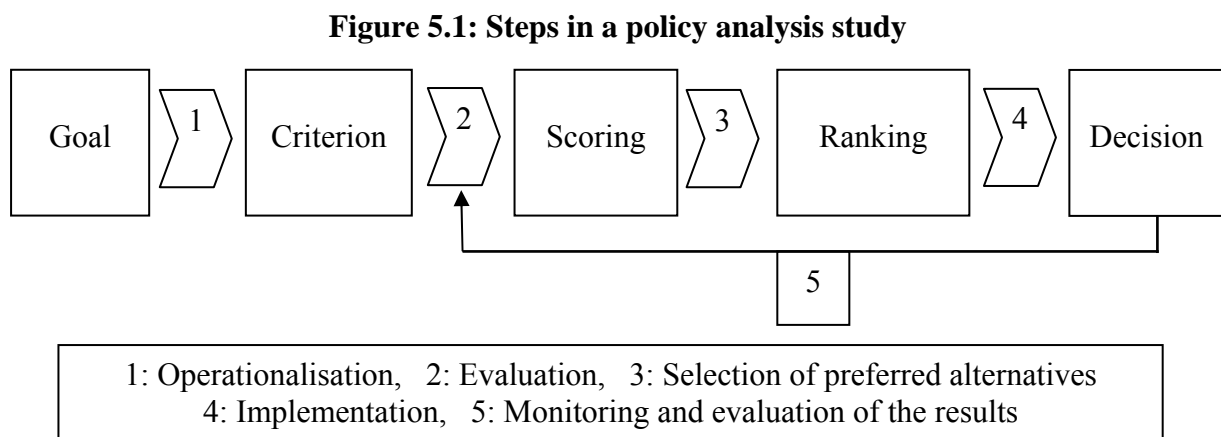 Figure 5.1: Steps in a policy analysis study
Goal
1
Criterion
2
Scoring
3
Ranking
4
Decision
5
1: Operationalisation, 2: Evaluation, 3: Selection of preferred alternatives
4: Implementation, 5: Monitoring and evaluation of the results